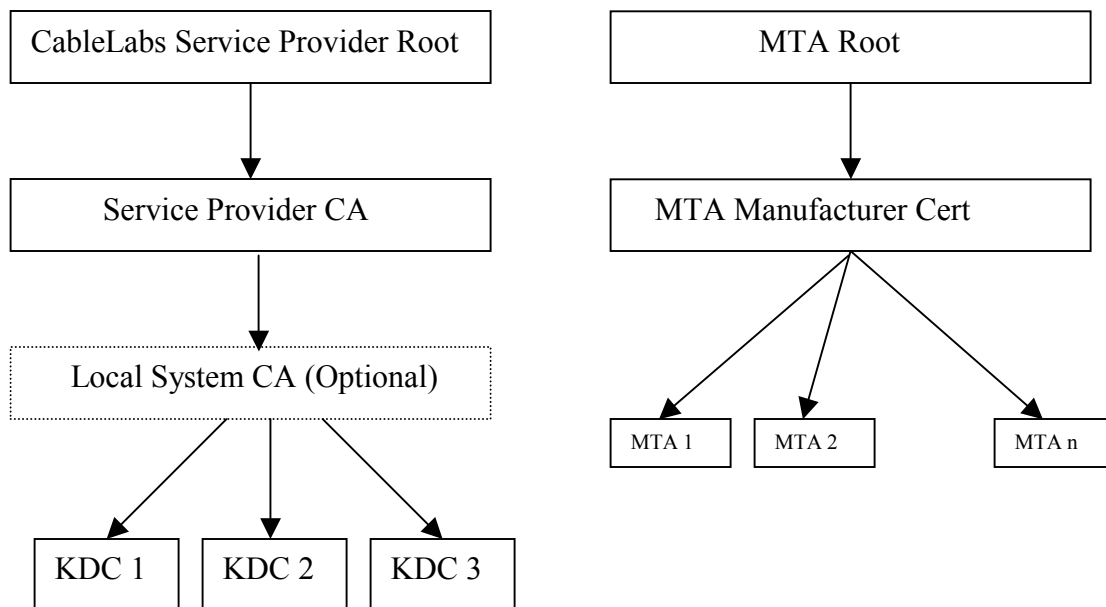 CableLabs Service Provider Root
MTA Root
Service Provider CA
MTA Manufacturer Cert
Local System CA (Optional)
MTA 1
MTA 2
MTA n
KDC 1
KDC 2
KDC 3